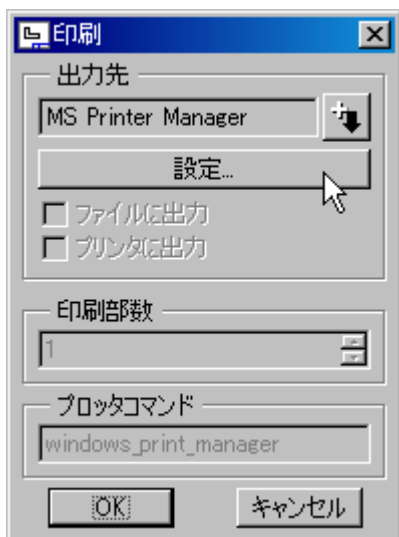 印刷
出力先
MS Printer Manager
設定...
ファイルに出力
プリンタに出力
印刷部数
1
プロッタコマンド
windows_print_manager
OK キャンセル